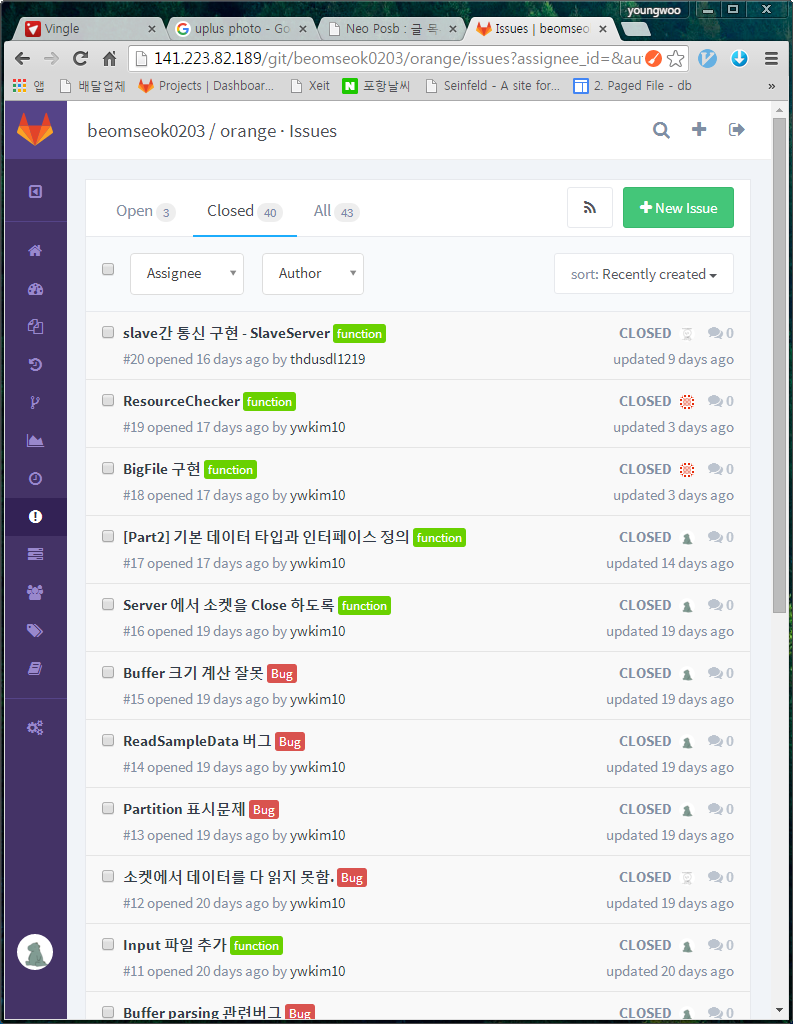 youngwoo
Vingle
uplus photo - Go
Neo Posb : 글 목
Issues | beomseo
141.223.82.189/git/beomseok0203/orange/issues?assignee_id=&au
앱 배달업체 Projects | Dashboar... Xeit N 포항날씨 Seinfeld - A site for... 2. Paged File - db »
beomseok0203 / orange · Issues
Open 3 Closed 40 All 43 New Issue
Assignee Author sort: Recently created
slave간 통신 구현 - SlaveServer function CLOSED 0
#20 opened 16 days ago by thdusdl1219 updated 9 days ago
ResourceChecker function CLOSED 0
#19 opened 17 days ago by ywkim10 updated 3 days ago
BigFile 구현 function CLOSED 0
#18 opened 17 days ago by ywkim10 updated 3 days ago
[Part2] 기본 데이터 타입과 인터페이스 정의 function CLOSED 0
#17 opened 17 days ago by ywkim10 updated 14 days ago
Server 에서 소켓을 Close 하도록 function CLOSED 0
#16 opened 19 days ago by ywkim10 updated 19 days ago
Buffer 크기 계산 잘못 Bug CLOSED 0
#15 opened 19 days ago by ywkim10 updated 19 days ago
ReadSampleData 버그 Bug CLOSED 0
#14 opened 19 days ago by ywkim10 updated 19 days ago
Partition 표시문제 Bug CLOSED 0
#13 opened 19 days ago by ywkim10 updated 19 days ago
소켓에서 데이터를 다 읽지 못함. Bug CLOSED 0
#12 opened 20 days ago by ywkim10 updated 19 days ago
Input 파일 추가 function CLOSED 0
#11 opened 20 days ago by ywkim10 updated 20 days ago
Buffer parsing 관련버그 Bug CLOSED 0